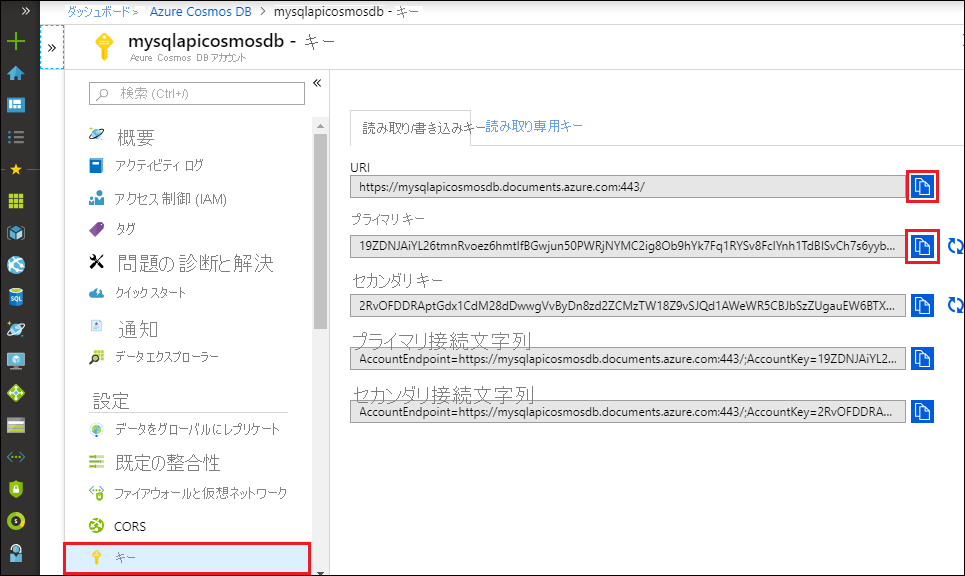 ダッシュボード > Azure Cosmos DB > mysqlapicosmosdb - キー
mysqlapicosmosdb - キー
Azure Cosmos DB アカウント
検索 (Ctrl+/)
概要
アクティビティ ログ
アクセス制御 (IAM)
タグ
問題の診断と解決
クイック スタート
通知
データ エクスプローラー
設定
データをグローバルにレプリケート
既定の整合性
ファイアウォールと仮想ネットワーク
CORS
キー
読み取り/書き込みキー 読み取り専用キー
URI
https://mysqlapicosmosdb.documents.azure.com:443/
プライマリ キー
19ZDNJAiYL26tmnRvoez6hmtIfBGwjun50PWRjNYMC2ig8Ob9hYk7Fq1RYSv8FcIYnh1TdBISvCh7s6yyb...
セカンダリ キー
2RvOFDDRAptGdx1CdM28dDwwgVvByDn8zd2ZCMzTW18Z9vSJQd1AWeWR5CBJbSzZUgauEW6BTX...
プライマリ接続文字列
AccountEndpoint=https://mysqlapicosmosdb.documents.azure.com:443/;AccountKey=19ZDNJAiYL2...
セカンダリ接続文字列
AccountEndpoint=https://mysqlapicosmosdb.documents.azure.com:443/;AccountKey=2RvOFDDRA...